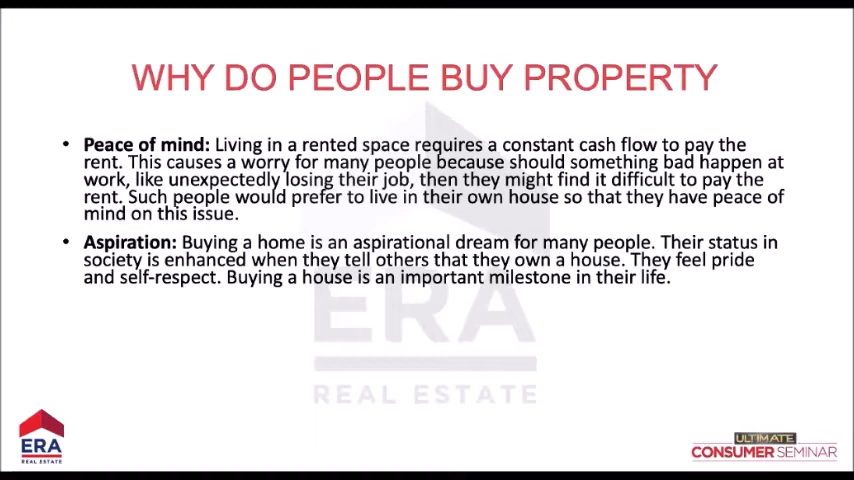 WHY DO PEOPLE BUY PROPERTY
• Peace of mind: Living in a rented space requires a constant cash flow to pay the
rent. This causes a worry for many people because should something bad happen at
work, like unexpectedly losing their job, then they might find it difficult to pay the
rent. Such people would prefer to live in their own house so that they have peace of
mind on this issue.
• Aspiration: Buying a home is an aspirational dream for many people. Their status in
society is enhanced when they tell others that they own a house. They feel pride
and self-respect. Buying a house is an important milestone in their life.
ERA
REAL ESTATE
ERA
REAL ESTATE
ULTIMATE
CONSUMER SEMINAR